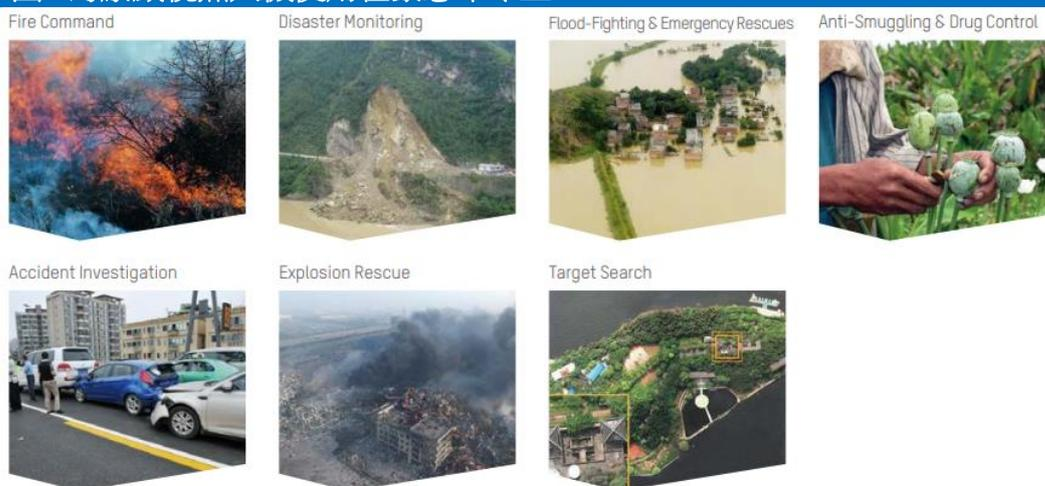 Fire Command
Disaster Monitoring
Flood-Fighting & Emergency Rescues
Anti-Smuggling & Drug Control
Accident Investigation
Explosion Rescue
Target Search